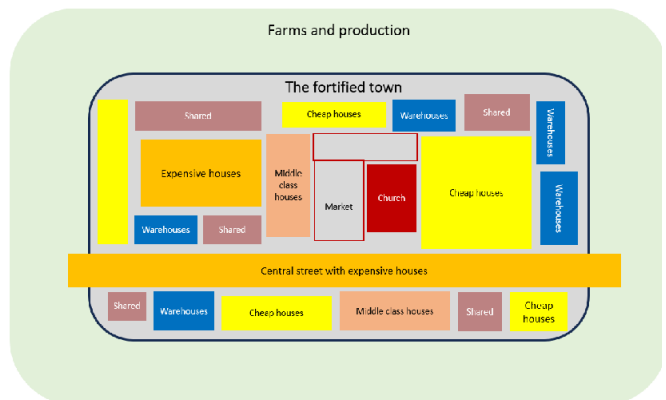 Farms and production
The fortified town
Shared
Cheap houses
Warehouses
Shared
Warehouses
Expensive houses
Middle
class
houses
Market
Church
Cheap houses
Warehouses
Warehouses
Shared
Central street with expensive houses
Shared
Warehouses
Cheap houses
Middle class houses
Shared
Cheap
houses